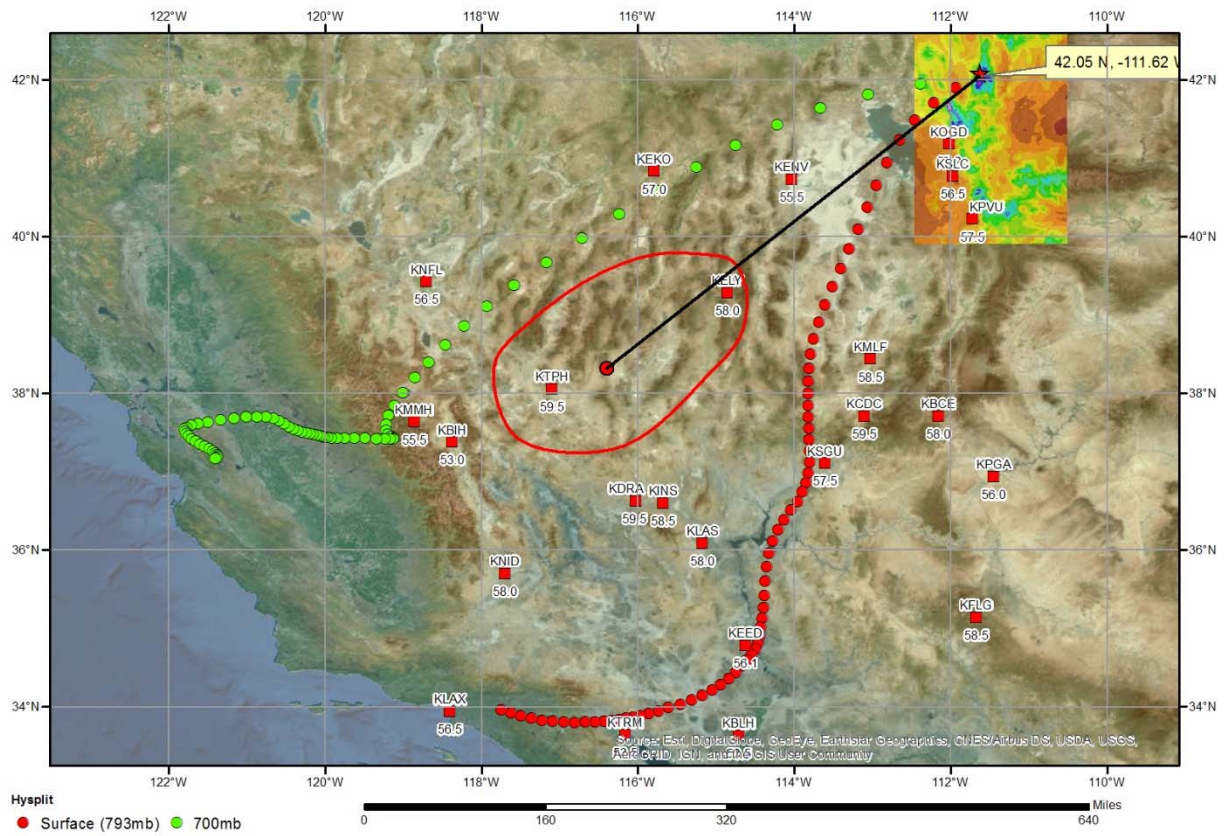 122°W 120°W 118°W 116°W 114°W 112°W 110°W
42°N 42.05 N, -111.62 42°N
KOGD
KEKO KENV KSLC
57.0 55.5 56.5
KPVU
40°N 57.5 40°N
KNFL KELY
56.5 58.0
KMLF
58.5
38°N KTPH 38°N
59.5
KMMH KCDC KBCE
55.5 59.5 58.0
KBIH
53.0
KSGU KPGA
57.5 56.0
KDRA KINS
59.5 58.5
36°N KLAS 36°N
58.0
KNID
58.0
KFLG
58.5
KEED
56.1
34°N KLAX 34°N
56.5
KTRM KBLH
Source: Esri, DigitalGlobe, GeoEye, Earthstar Geographics, CNES/Airbus DS, USDA, USGS,
AeroGRID, IGN, and the GIS User Community
122°W 120°W 118°W 116°W 114°W 112°W 110°W
Hysplit
Surface (793mb) 700mb
Miles
0 160 320 640